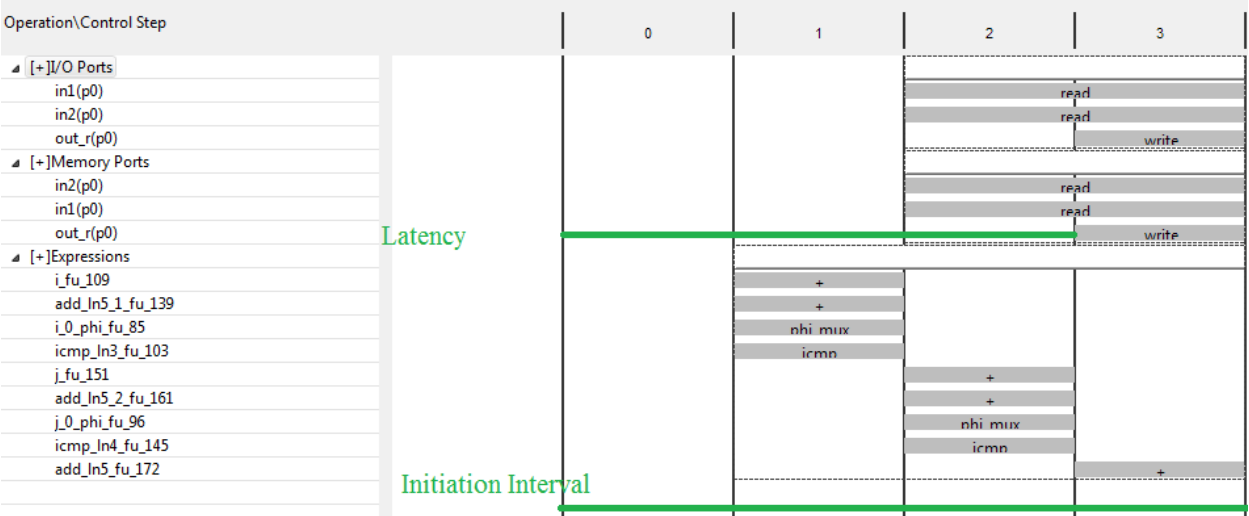 Operation\Control Step 0 1 2 3
[+]I/O Ports
in1(p0) read
in2(p0) read
out_r(p0) write
[+]Memory Ports
in2(p0) read
in1(p0) read
out_r(p0) Latency write
[+]Expressions
i_fu_109 +
add_ln5_1_fu_139 +
i_0_phi_fu_85 phi_mux
icmp_ln3_fu_103 icmp
j_fu_151 +
add_ln5_2_fu_161 +
j_0_phi_fu_96 phi_mux
icmp_ln4_fu_145 icmp
add_ln5_fu_172 +
Initiation Interval